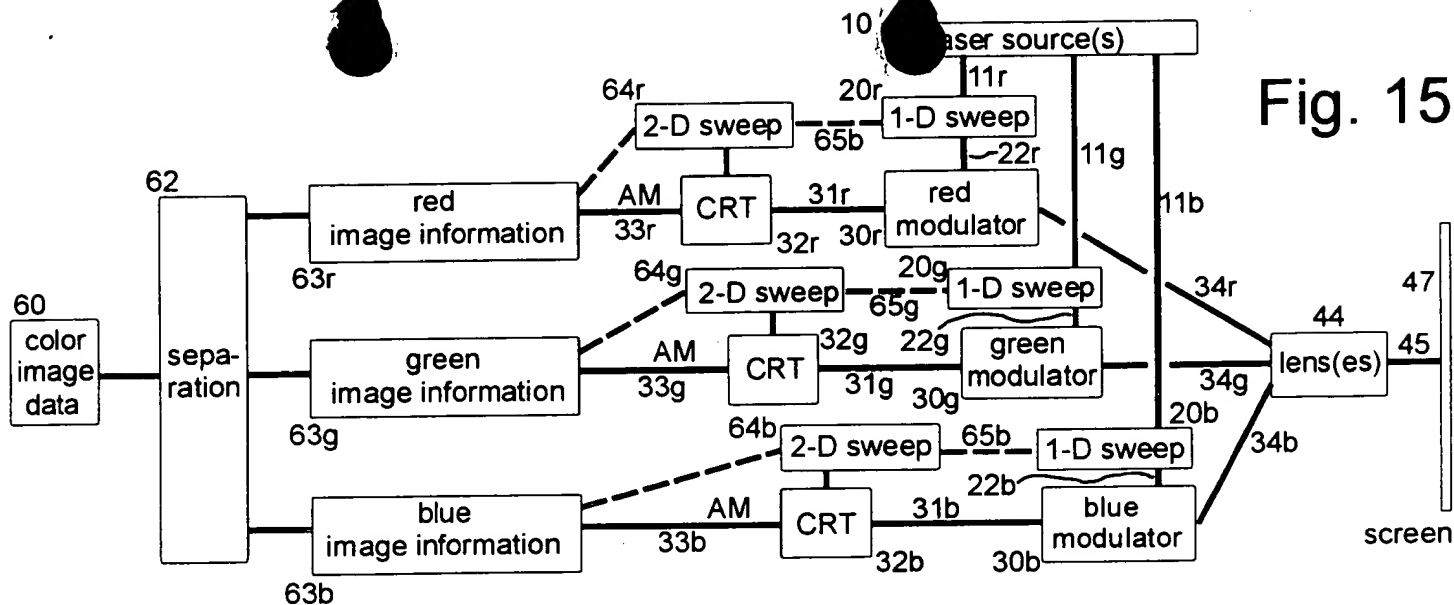 Fig. 15
10
aser source(s)
11r
11g
11b
64r
2-D sweep
65b
20r
1-D sweep
22r
62
sepa-
ration
red
image information
63r
AM
33r
CRT
32r
31r
30r
red
modulator
34r
60
color
image
data
64g
2-D sweep
65g
20g
1-D sweep
22g
green
image information
63g
AM
33g
CRT
32g
31g
30g
green
modulator
34g
44
lens(es)
45
47
screen
64b
2-D sweep
65b
20b
1-D sweep
22b
34b
blue
image information
63b
AM
33b
CRT
32b
31b
30b
blue
modulator